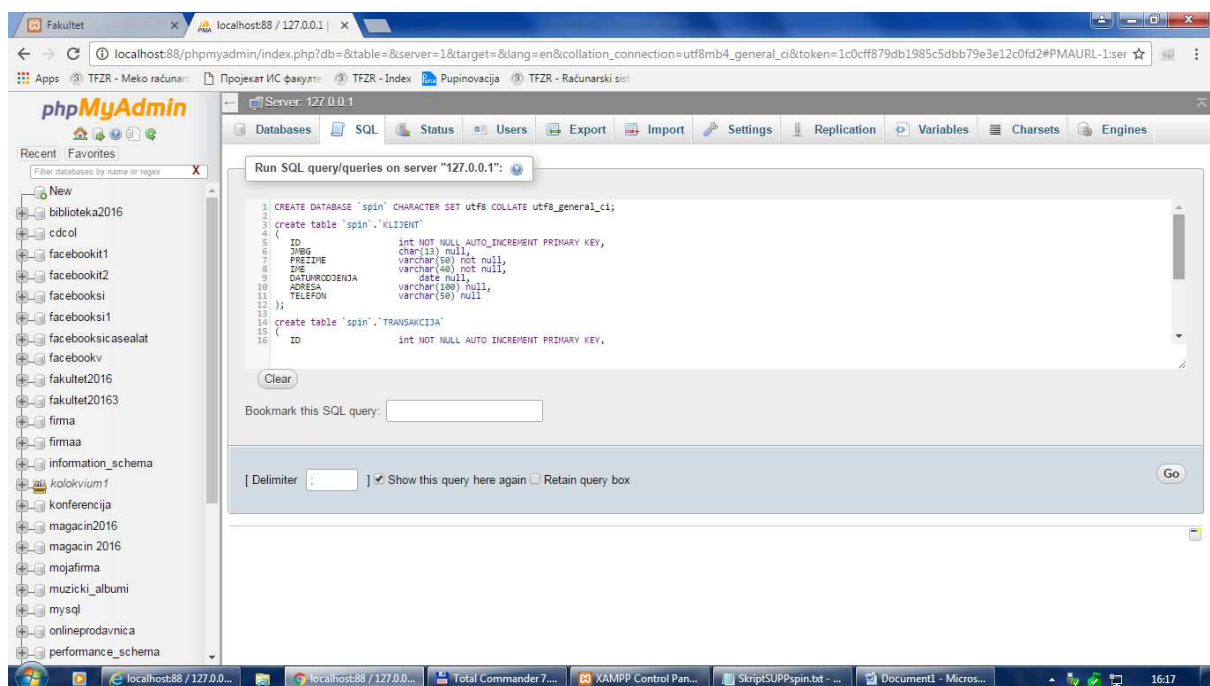 Fakultet
localhost:88 / 127.0.0.1 |
localhost:88/phpmyadmin/index.php?db=&table=&server=1&target=&lang=en&collation_connection=utf8mb4_general_ci&token=1c0cff879db1985c5dbb79e3e12c0fd2#PMAURL-1:ser
Apps TFZR - Meko računar Пројекат ИС факулте TFZR - Index Pupinovacija TFZR - Računarski sist
phpMyAdmin
Recent Favorites
Filter databases by name or regex X
New
biblioteka2016
cdcol
facebookit1
facebookit2
facebooksi
facebooksi1
facebooksicasealat
facebookv
fakultet2016
fakultet20163
firma
firmaa
information_schema
kolokvium1
konferencija
magacin2016
magacin 2016
mojafirma
muzicki_albumi
mysql
onlineprodavnica
performance_schema
Server: 127.0.0.1
Databases SQL Status Users Export Import Settings Replication Variables Charsets Engines
Run SQL query/queries on server "127.0.0.1":
1 CREATE DATABASE `spin` CHARACTER SET utf8 COLLATE utf8_general_ci;
2
3 create table `spin`.`KLIJENT`
4 (
5 ID int NOT NULL AUTO_INCREMENT PRIMARY KEY,
6 JMBG char(13) null,
7 PREZIME varchar(50) not null,
8 IME varchar(40) not null,
9 DATUMRODJENJA date null,
10 ADRESA varchar(100) null,
11 TELEFON varchar(50) null
12 );
13
14 create table `spin`.`TRANSAKCIJA`
15 (
16 ID int NOT NULL AUTO_INCREMENT PRIMARY KEY,
Clear
Bookmark this SQL query:
[ Delimiter ; ] Show this query here again Retain query box
Go
localhost:88 / 127.0.0... localhost:88 / 127.0.0... Total Commander 7.... XAMPP Control Pan... SkriptSUPPspin.txt - ... Document1 - Micros... 16:17